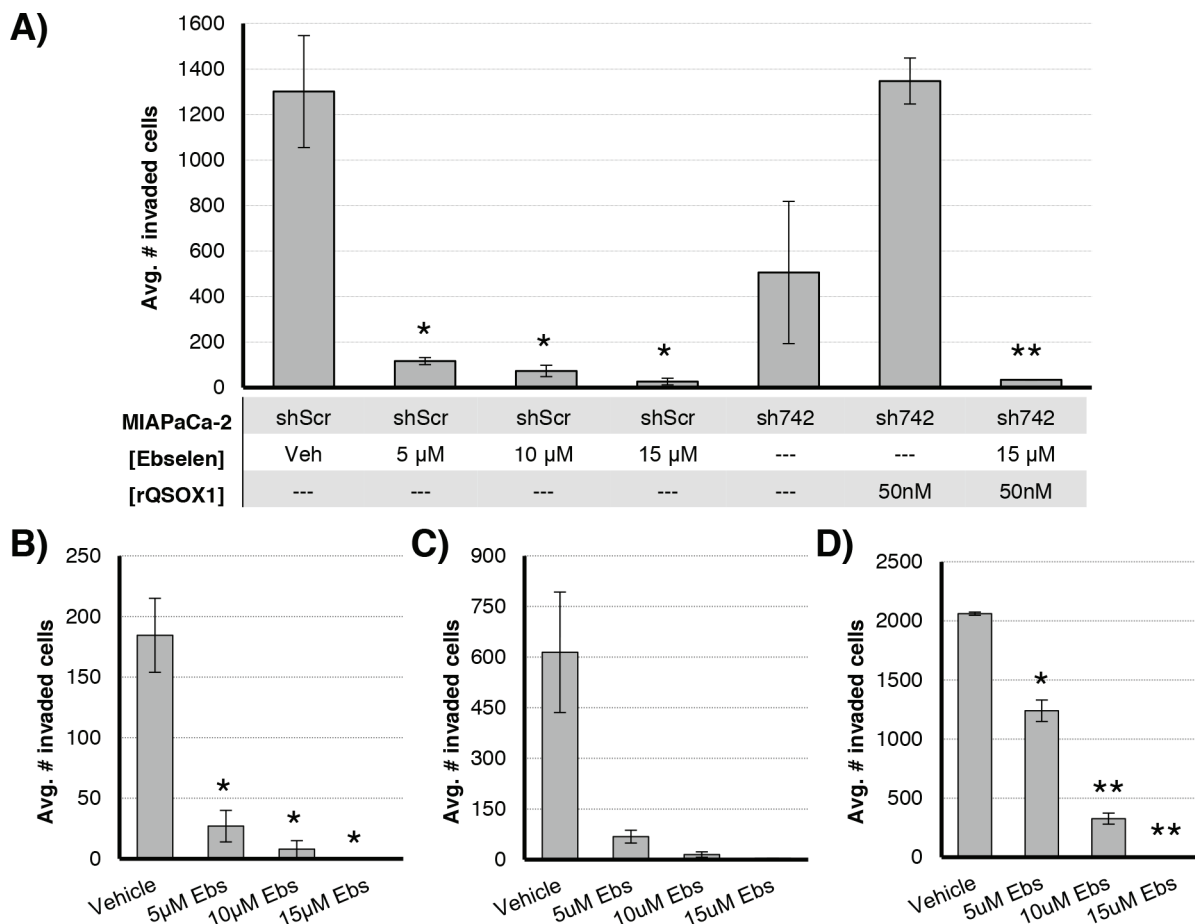 A)
Avg. # invaded cells
1600
1400
1200
1000
800
600
400
200
0
* * * **
MIAPaCa-2 shScr shScr shScr shScr sh742 sh742 sh742
[Ebselen] Veh 5 µM 10 µM 15 µM --- --- 15 µM
[rQSOX1] --- --- --- --- --- 50nM 50nM
B)
Avg. # invaded cells
250
200
150
100
50
0
* * *
Vehicle 5µM Ebs 10µM Ebs 15µM Ebs
C)
Avg. # invaded cells
900
750
600
450
300
150
0
Vehicle 5uM Ebs 10uM Ebs 15uM Ebs
D)
Avg. # invaded cells
2500
2000
1500
1000
500
0
* ** **
Vehicle 5uM Ebs 10uM Ebs 15uM Ebs